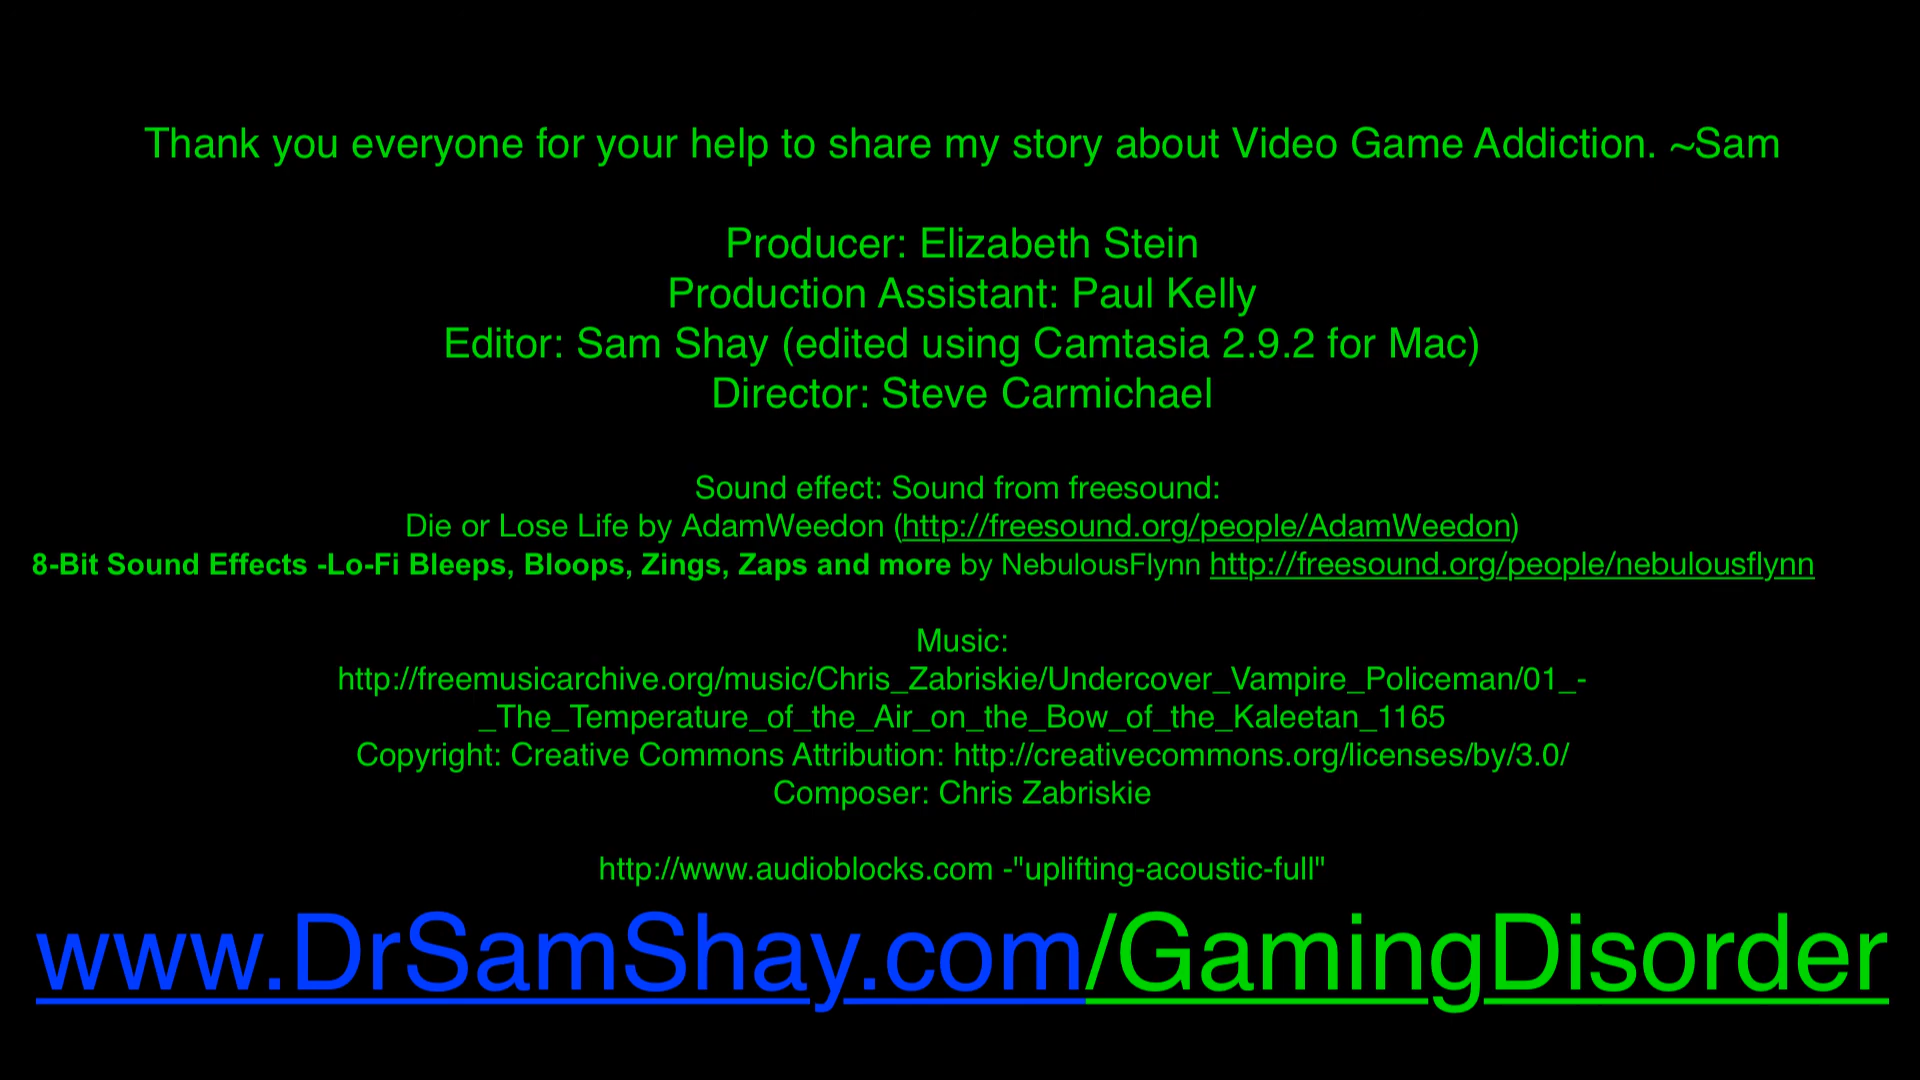 Thank you everyone for your help to share my story about Video Game Addiction. ~Sam
Producer: Elizabeth Stein
Production Assistant: Paul Kelly
Editor: Sam Shay (edited using Camtasia 2.9.2 for Mac)
Director: Steve Carmichael
Sound effect: Sound from freesound:
Die or Lose Life by AdamWeedon (http://freesound.org/people/AdamWeedon)
8-Bit Sound Effects -Lo-Fi Bleeps, Bloops, Zings, Zaps and more by NebulousFlynn http://freesound.org/people/nebulousflynn
Music:
http://freemusicarchive.org/music/Chris_Zabriskie/Undercover_Vampire_Policeman/01_-
_The_Temperature_of_the_Air_on_the_Bow_of_the_Kaleetan_1165
Copyright: Creative Commons Attribution: http://creativecommons.org/licenses/by/3.0/
Composer: Chris Zabriskie
http://www.audioblocks.com -"uplifting-acoustic-full"
www.DrSamShay.com/GamingDisorder